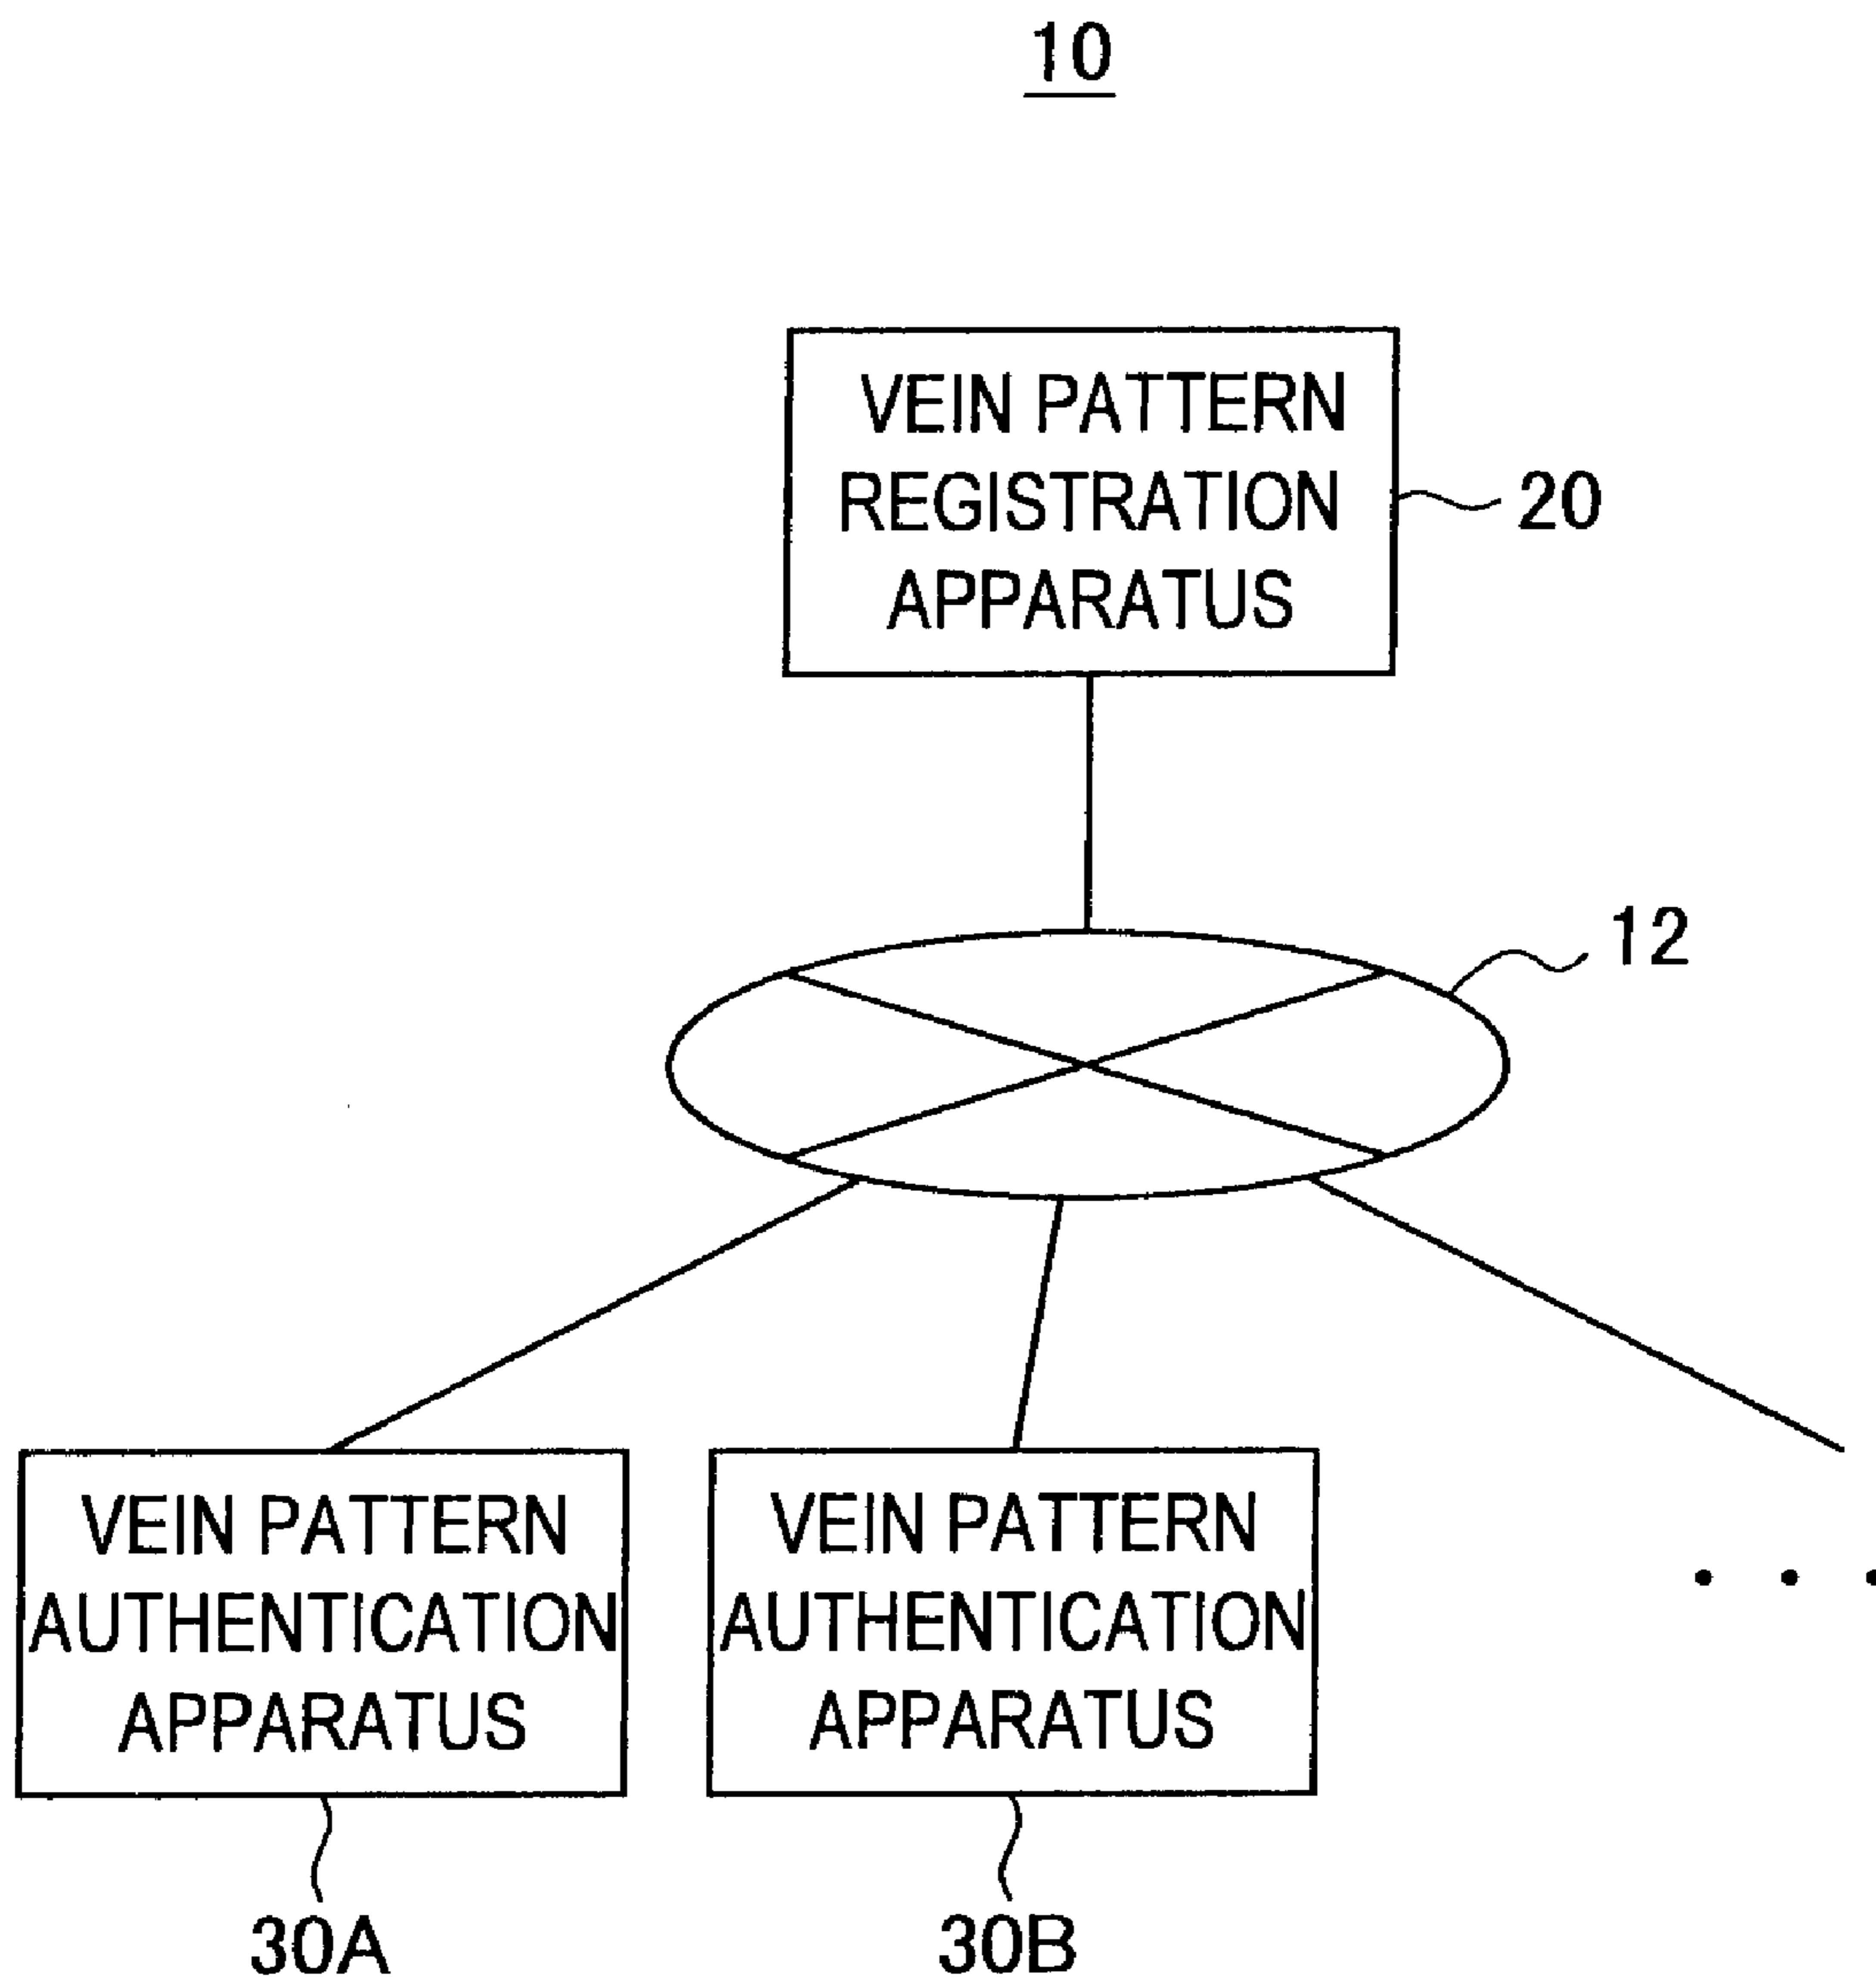 10
VEIN PATTERN
REGISTRATION
APPARATUS
20
12
VEIN PATTERN
AUTHENTICATION
APPARATUS
VEIN PATTERN
AUTHENTICATION
APPARATUS
. . .
30A
30B